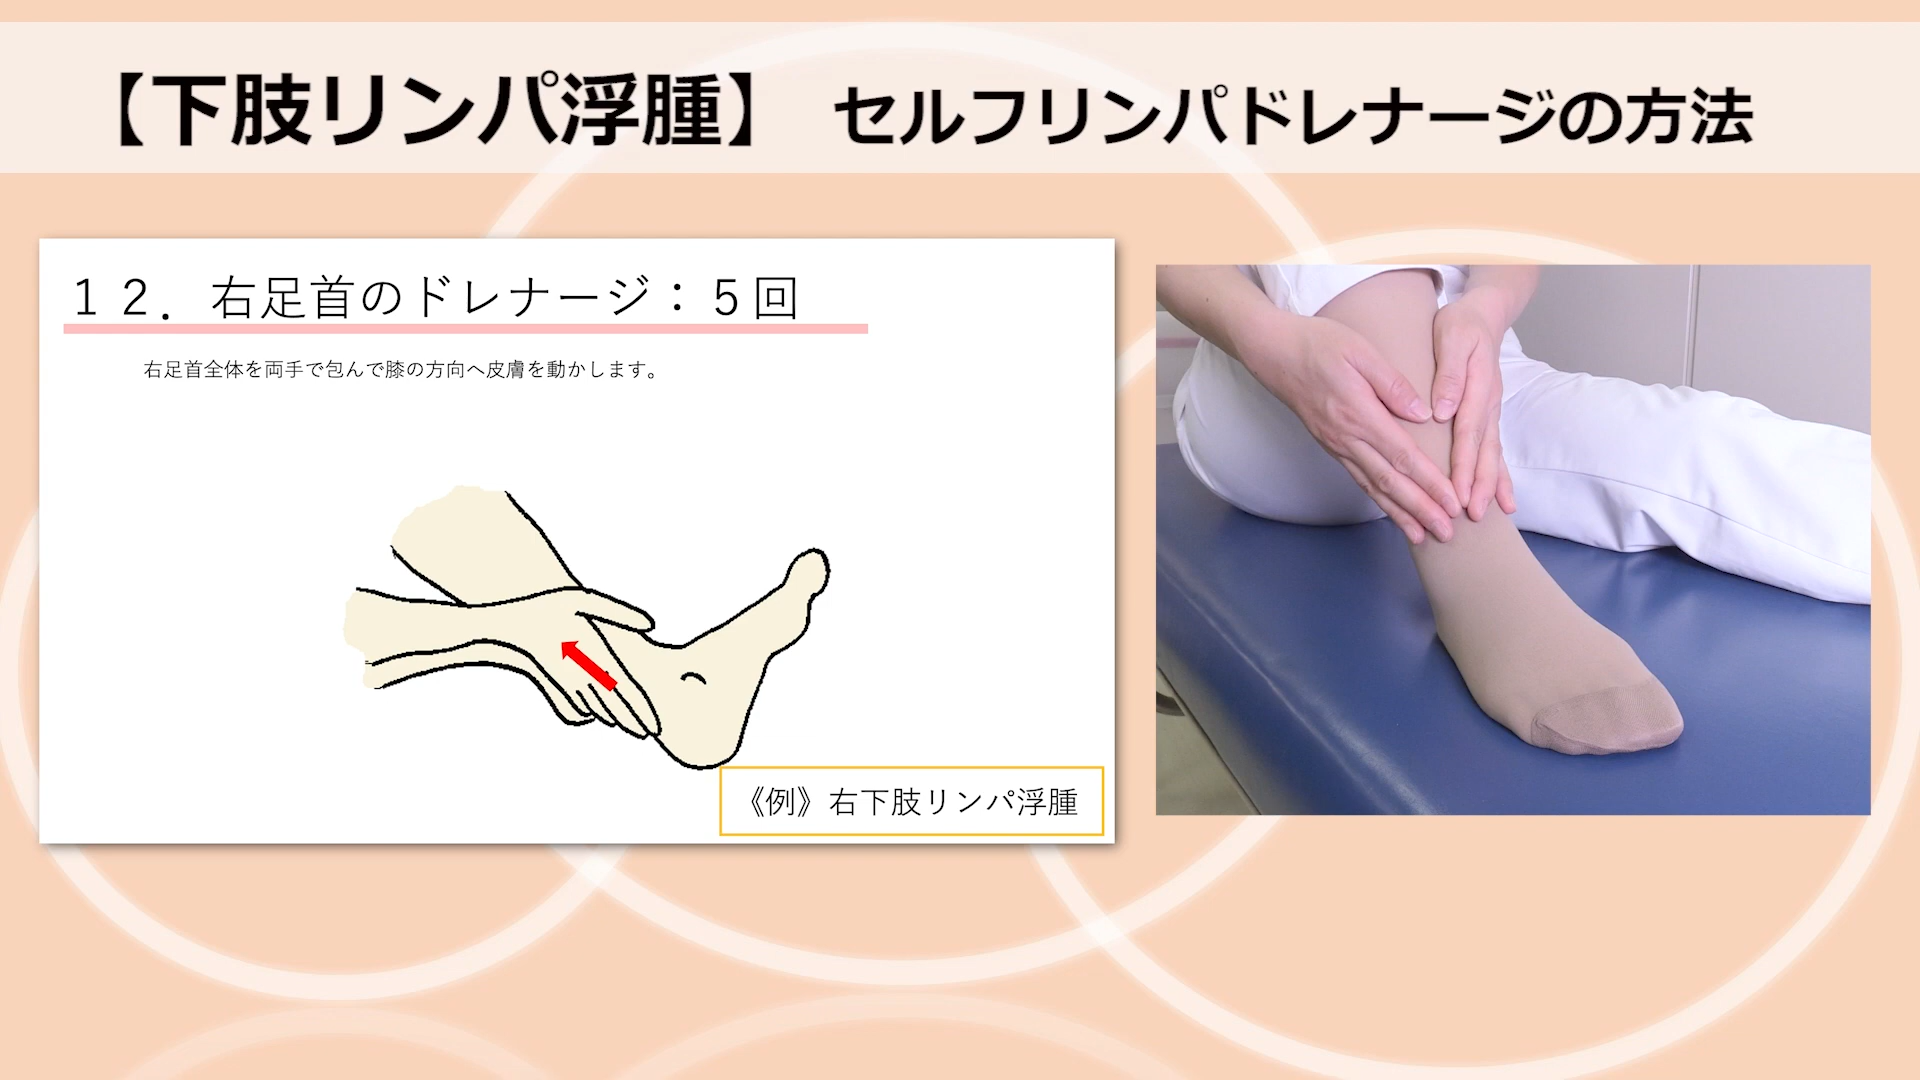 【下肢リンパ浮腫】 セルフリンパドレナージの方法
１２．右足首のドレナージ：５回
右足首全体を両手で包んで膝の方向へ皮膚を動かします。
《例》右下肢リンパ浮腫